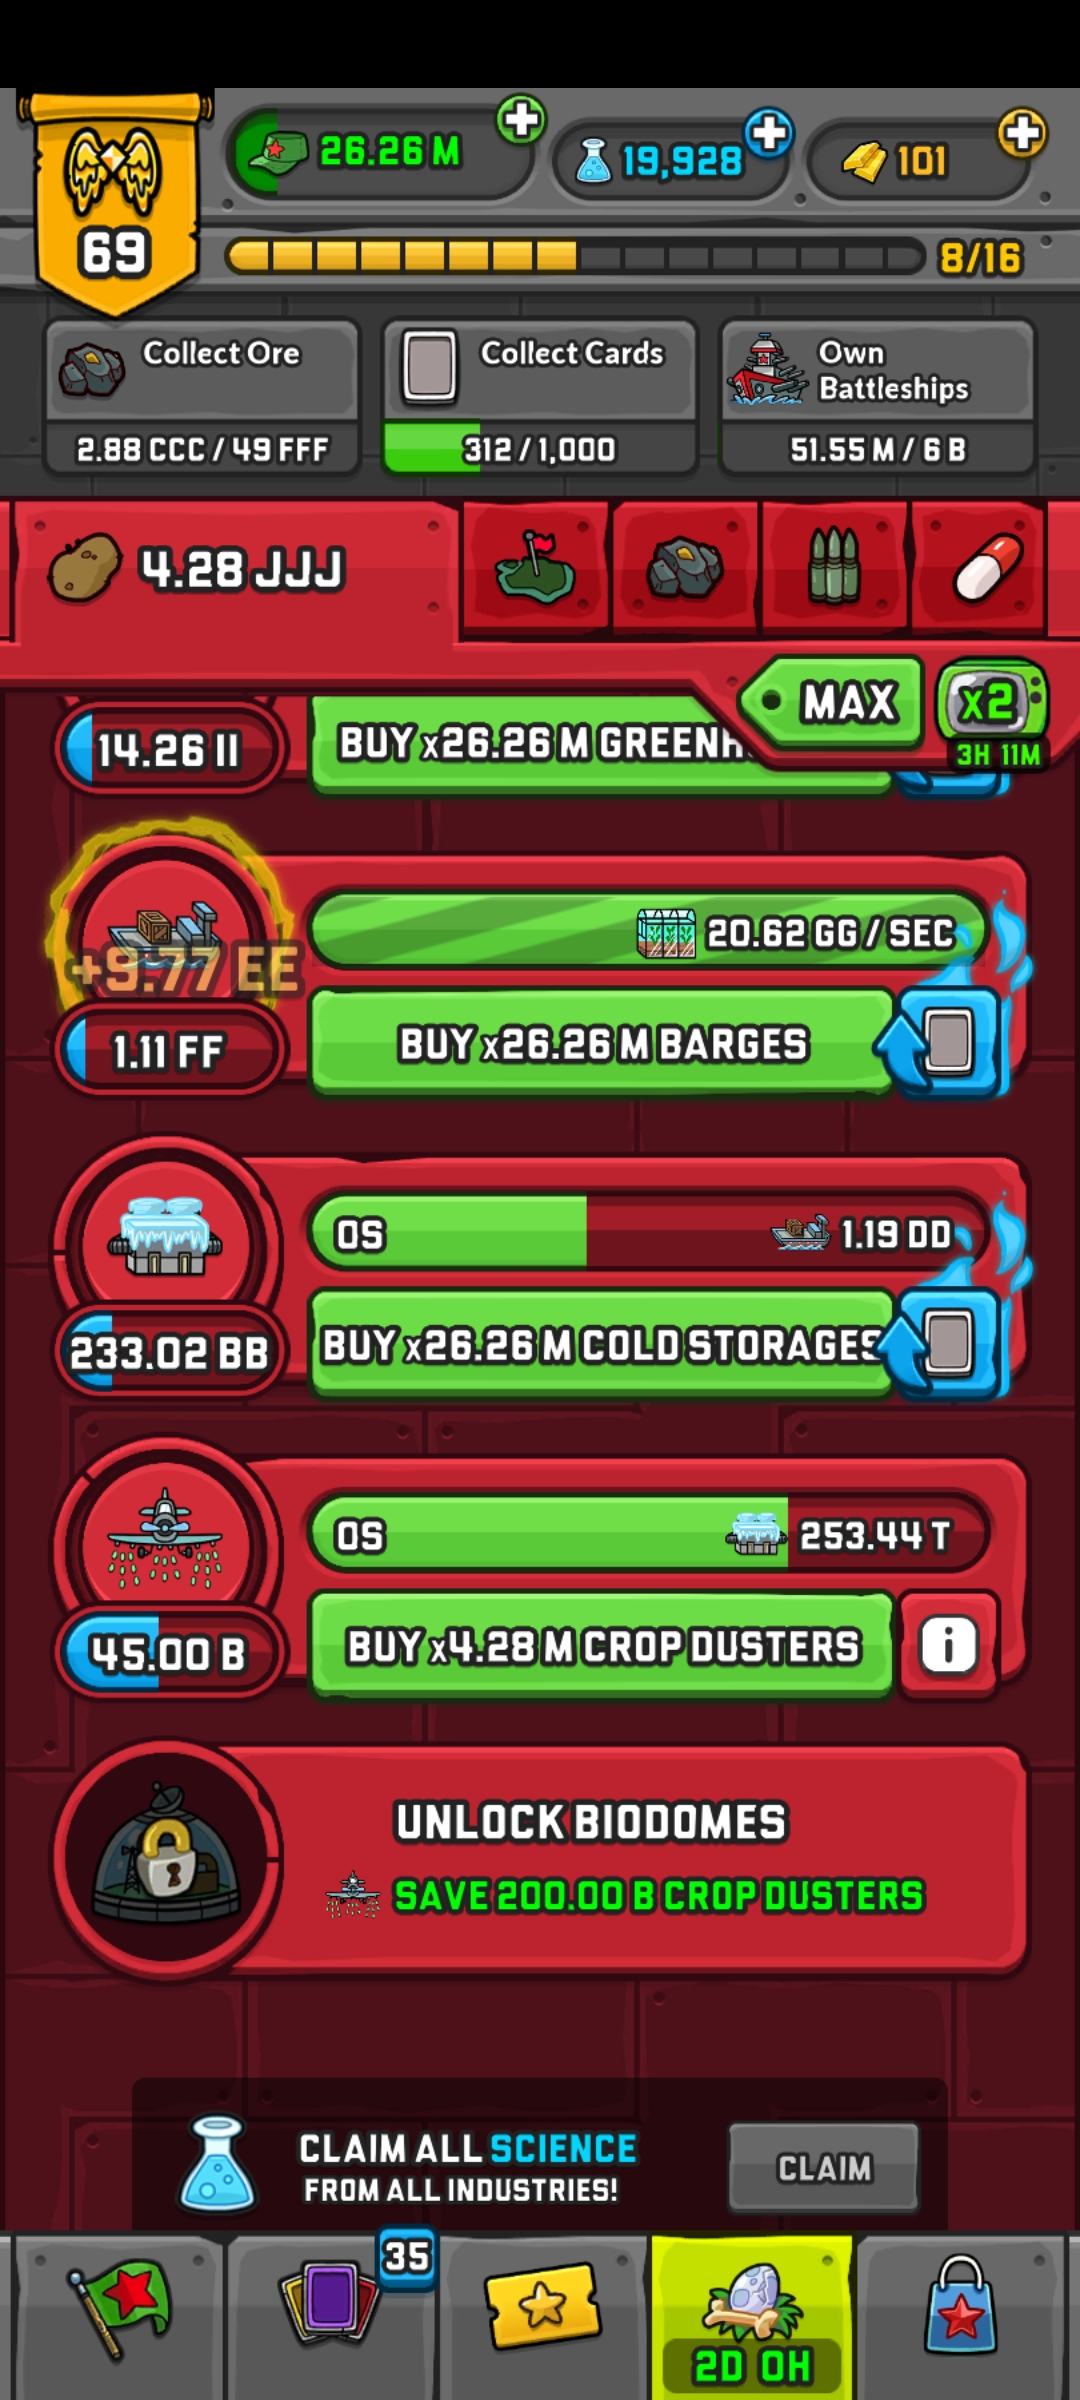 26.26 M
19,928
101
69
8/16
Collect Ore
2.88 CCC / 49 FFF
Collect Cards
312 / 1,000
Own
Battleships
51.55 M / 6 B
4.28 JJJ
MAX
x2
3H 11M
14.26 II
BUY x26.26 M GREENH
20.62 GG / SEC
+9.77 EE
1.11 FF
BUY x26.26 M BARGES
0S
1.19 DD
233.02 BB
BUY x26.26 M COLD STORAGES
0S
253.44 T
45.00 B
BUY x4.28 M CROP DUSTERS
i
UNLOCK BIODOMES
SAVE 200.00 B CROP DUSTERS
CLAIM ALL SCIENCE
FROM ALL INDUSTRIES!
CLAIM
35
2D 0H